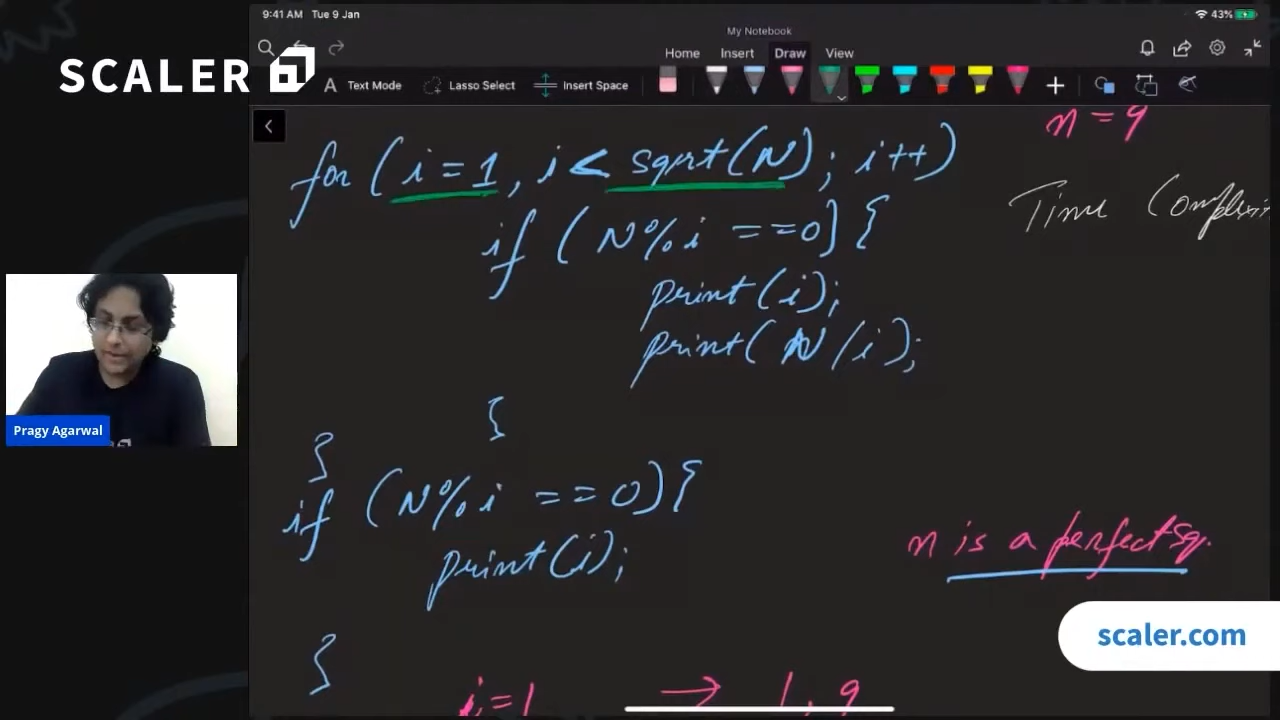 9:41 AM Tue 9 Jan
43%
My Notebook
Home Insert Draw View
SCALER
A Text Mode Lasso Select Insert Space
n = 9
for ( i = 1 , i < sqrt(N) ; i++ )
Time Complexi
if ( N % i == 0 ) {
print (i);
print ( N / i );
}
}
Pragy Agarwal
if ( N % i == 0 ) {
n is a perfect sq.
print (i);
scaler.com
}
i = 1 → 1, 9